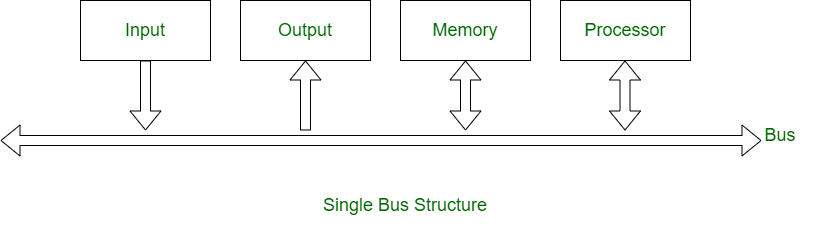 Input
Output
Memory
Processor
Bus
Single Bus Structure